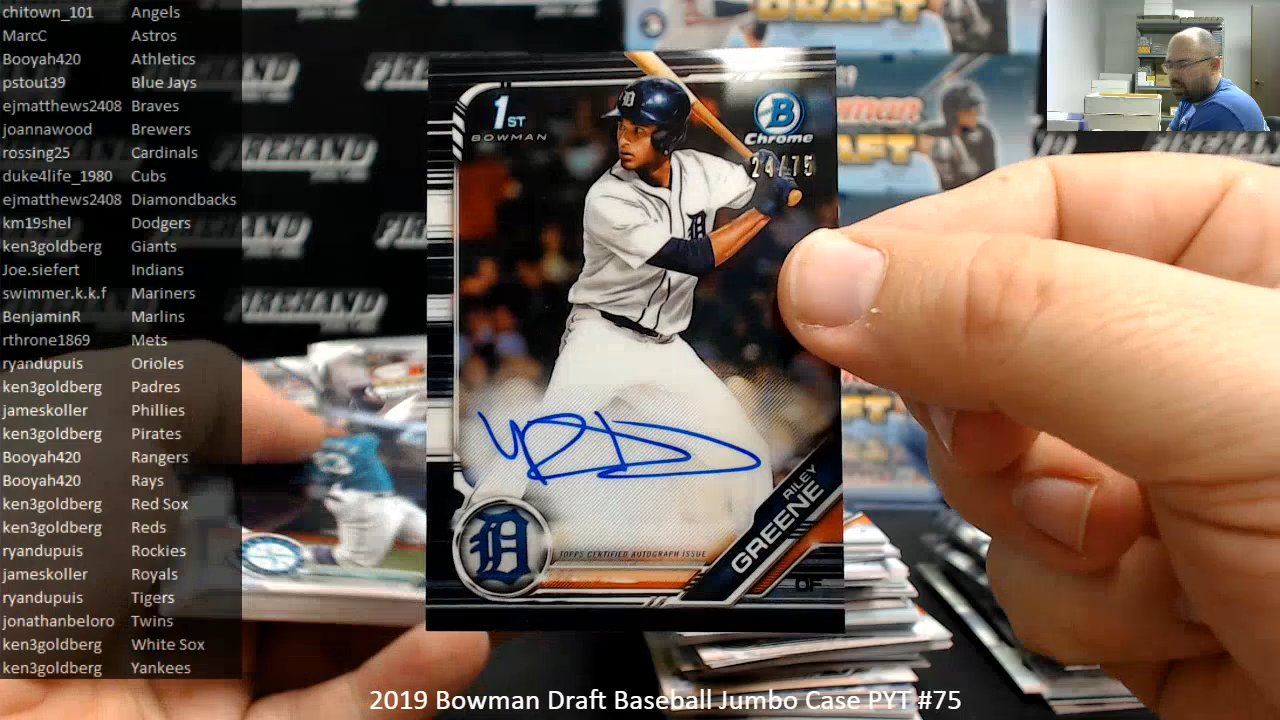 chitown_101 Angels
MarcC Astros
Booyah420 Athletics
pstout39 Blue Jays
ejmatthews2408 Braves
joannawood Brewers
rossing25 Cardinals
duke4life_1980 Cubs
ejmatthews2408 Diamondbacks
km19shel Dodgers
ken3goldberg Giants
Joe.siefert Indians
swimmer.k.k.f Mariners
BenjaminR Marlins
rthrone1869 Mets
ryandupuis Orioles
ken3goldberg Padres
jameskoller Phillies
ken3goldberg Pirates
Booyah420 Rangers
Booyah420 Rays
ken3goldberg Red Sox
ken3goldberg Reds
ryandupuis Rockies
jameskoller Royals
ryandupuis Tigers
jonathanbeloro Twins
ken3goldberg White Sox
ken3goldberg Yankees
1ST
BOWMAN
B
Chrome
24/75
D
D
RILEY
GREENE
OF
TOPPS CERTIFIED AUTOGRAPH ISSUE
D
DRAFT
FIREHAND
FIREHAND
FIREHAND
2019 Bowman Draft Baseball Jumbo Case PYT #75